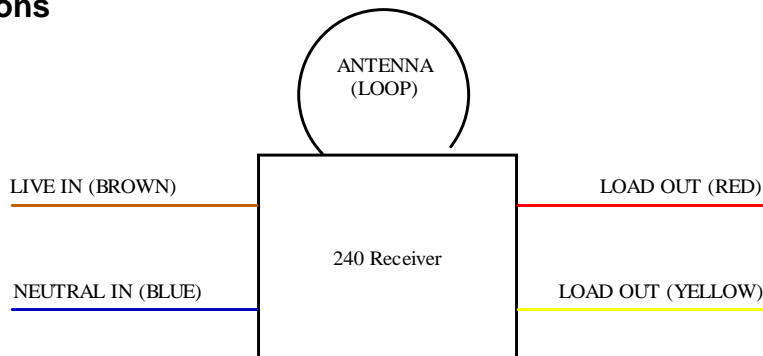 ons
ANTENNA
(LOOP)
LIVE IN (BROWN)
LOAD OUT (RED)
240 Receiver
NEUTRAL IN (BLUE)
LOAD OUT (YELLOW)